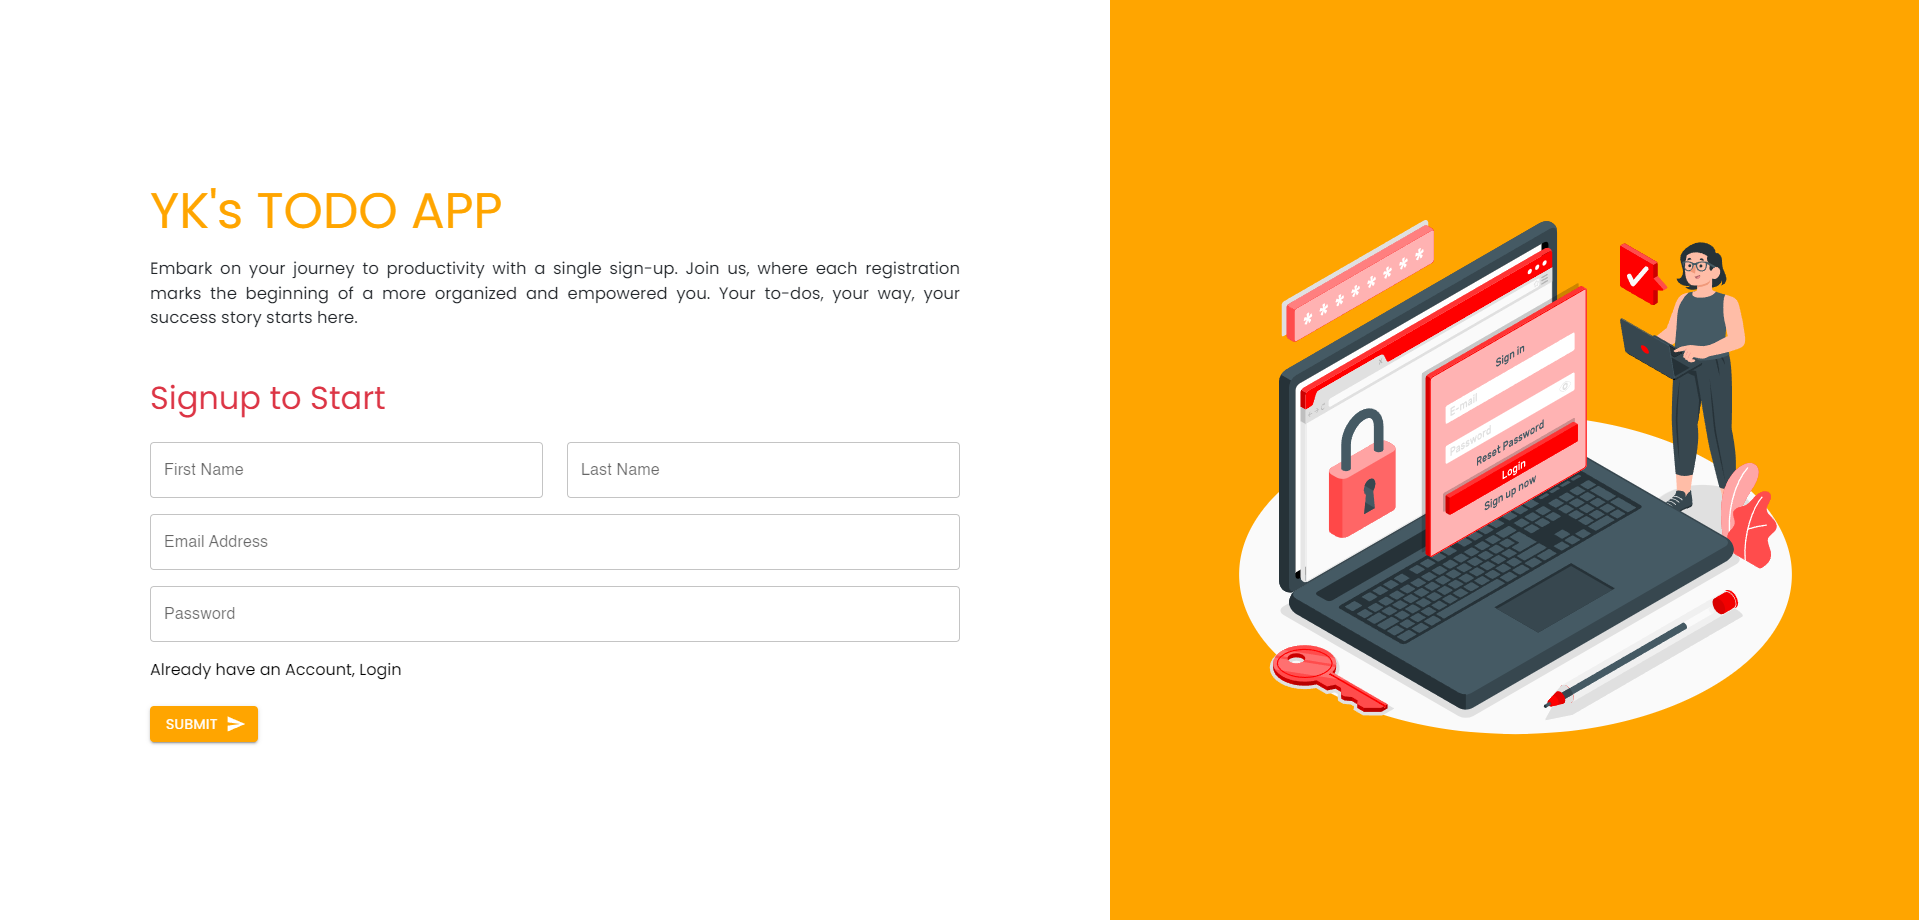 YK's TODO APP
Embark on your journey to productivity with a single sign-up. Join us, where each registration
marks the beginning of a more organized and empowered you. Your to-dos, your way, your
success story starts here.
Signup to Start
First Name
Last Name
Email Address
Password
Already have an Account, Login
SUBMIT
* * * * * * * *
Sign in
E-mail
Password
Reset Password
Login
Sign up now